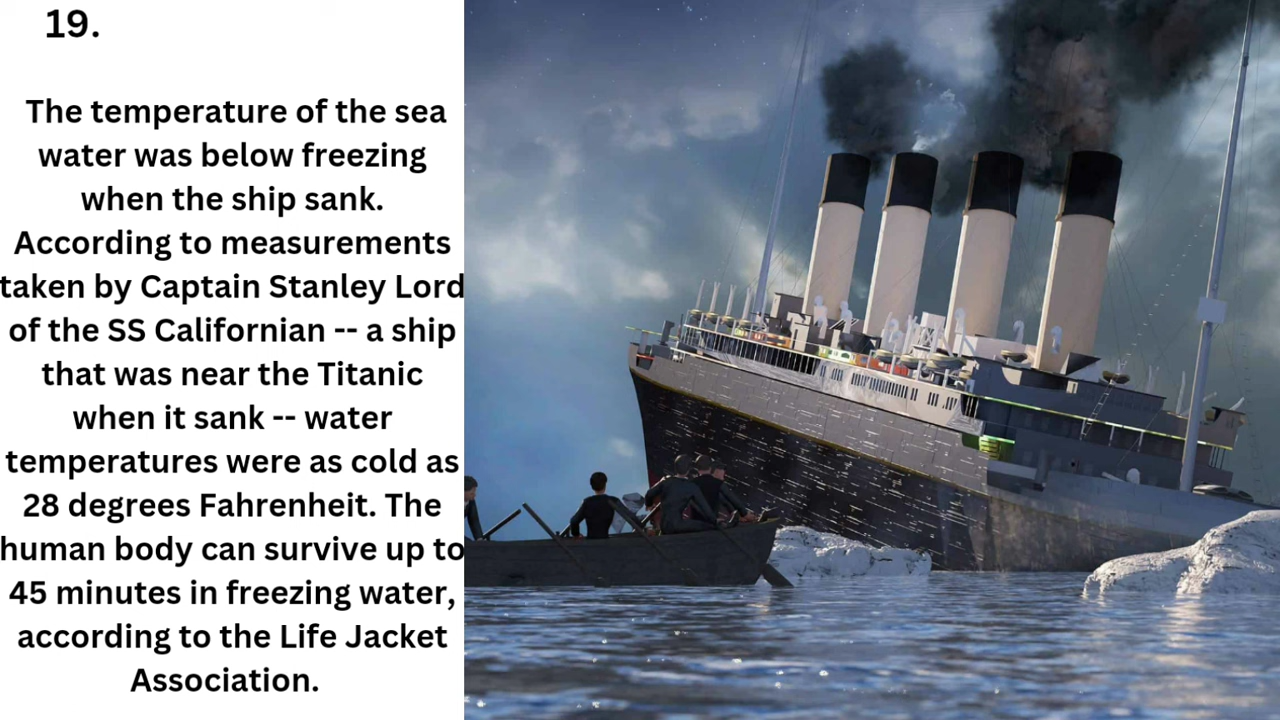 19.
The temperature of the sea
water was below freezing
when the ship sank.
According to measurements
taken by Captain Stanley Lord
of the SS Californian -- a ship
that was near the Titanic
when it sank -- water
temperatures were as cold as
28 degrees Fahrenheit. The
human body can survive up to
45 minutes in freezing water,
according to the Life Jacket
Association.